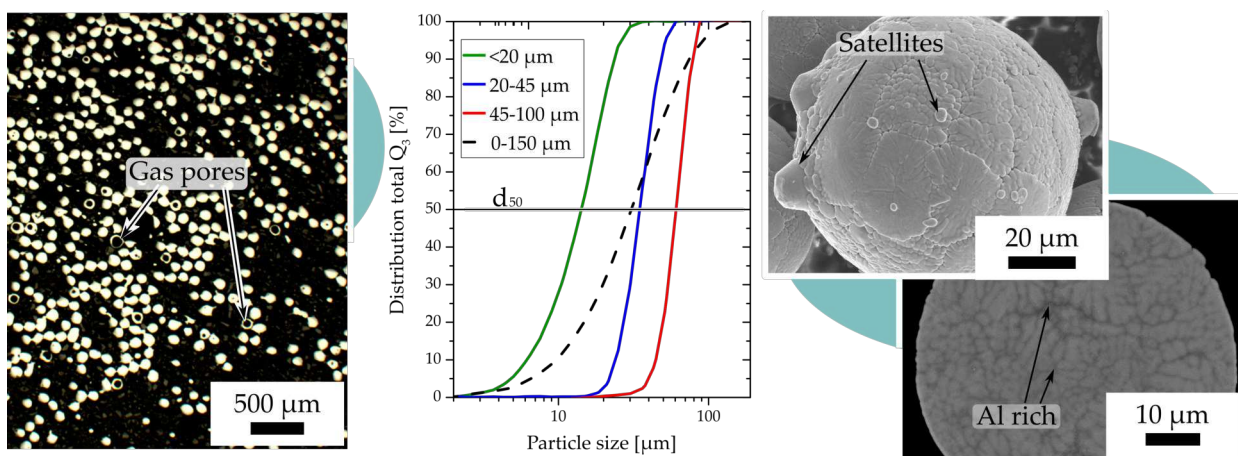 Gas pores
500 µm
Distribution total Q₃ [%]
100
90
80
70
60
50
40
30
20
10
0
<20 µm
20-45 µm
45-100 µm
0-150 µm
d₅₀
10
100
Particle size [µm]
Satellites
20 µm
Al rich
10 µm